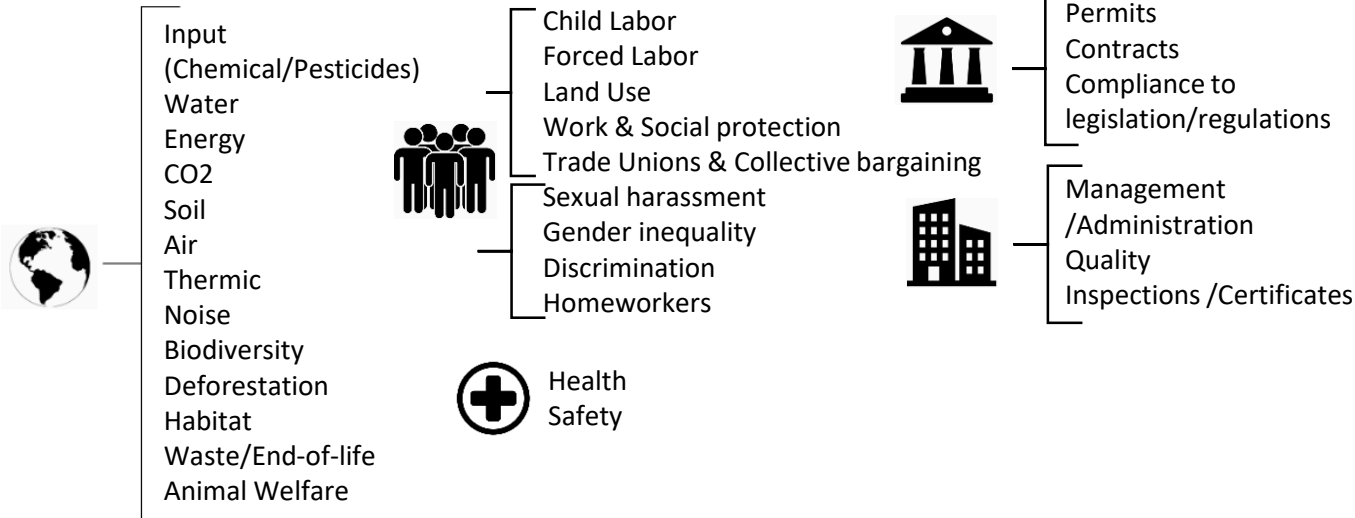 Input
(Chemical/Pesticides)
Water
Energy
CO2
Soil
Air
Thermic
Noise
Biodiversity
Deforestation
Habitat
Waste/End-of-life
Animal Welfare
Child Labor
Forced Labor
Land Use
Work & Social protection
Trade Unions & Collective bargaining
Sexual harassment
Gender inequality
Discrimination
Homeworkers
Health
Safety
Permits
Contracts
Compliance to
legislation/regulations
Management
/Administration
Quality
Inspections /Certificates